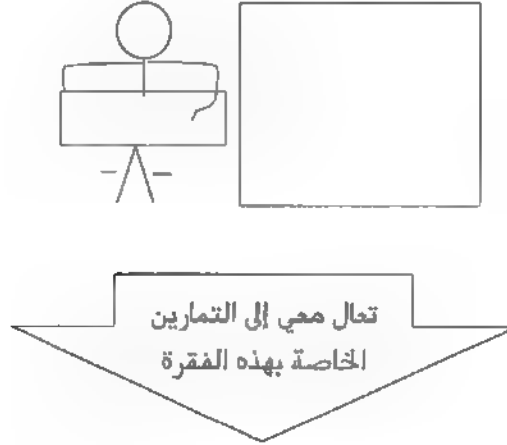 تعال معي إلى التمارين
الخاصة بهذه الفقرة